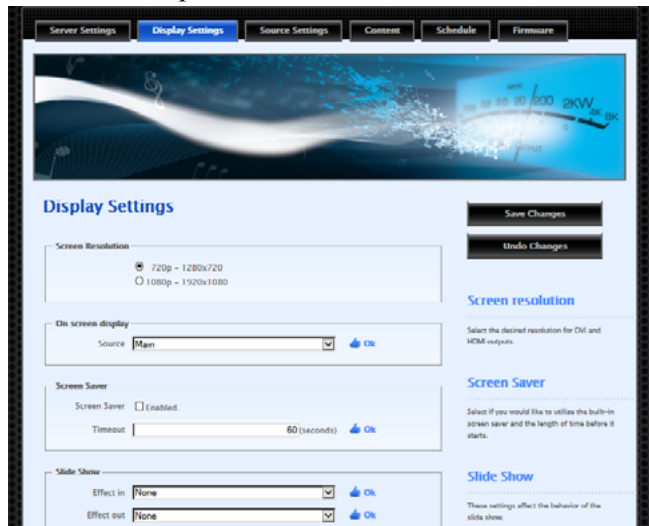 Server Settings Display Settings Source Settings Content Schedule Firmware
200 2KW 4K 8K
Display Settings
Save Changes
Undo Changes
Screen Resolution
720p - 1280x720
1080p - 1920x1080
Screen resolution
Select the desired resolution for DVI and
HDMI outputs.
On screen display
Source Main Ok
Screen Saver
Screen Saver Enabled.
Timeout 60 (seconds) Ok
Screen Saver
Select if you would like to utilize the built-in
screen saver and the length of time before it
starts.
Slide Show
Effect in None Ok
Effect out None Ok
Slide Show
These settings affect the behavior of the
slide show.